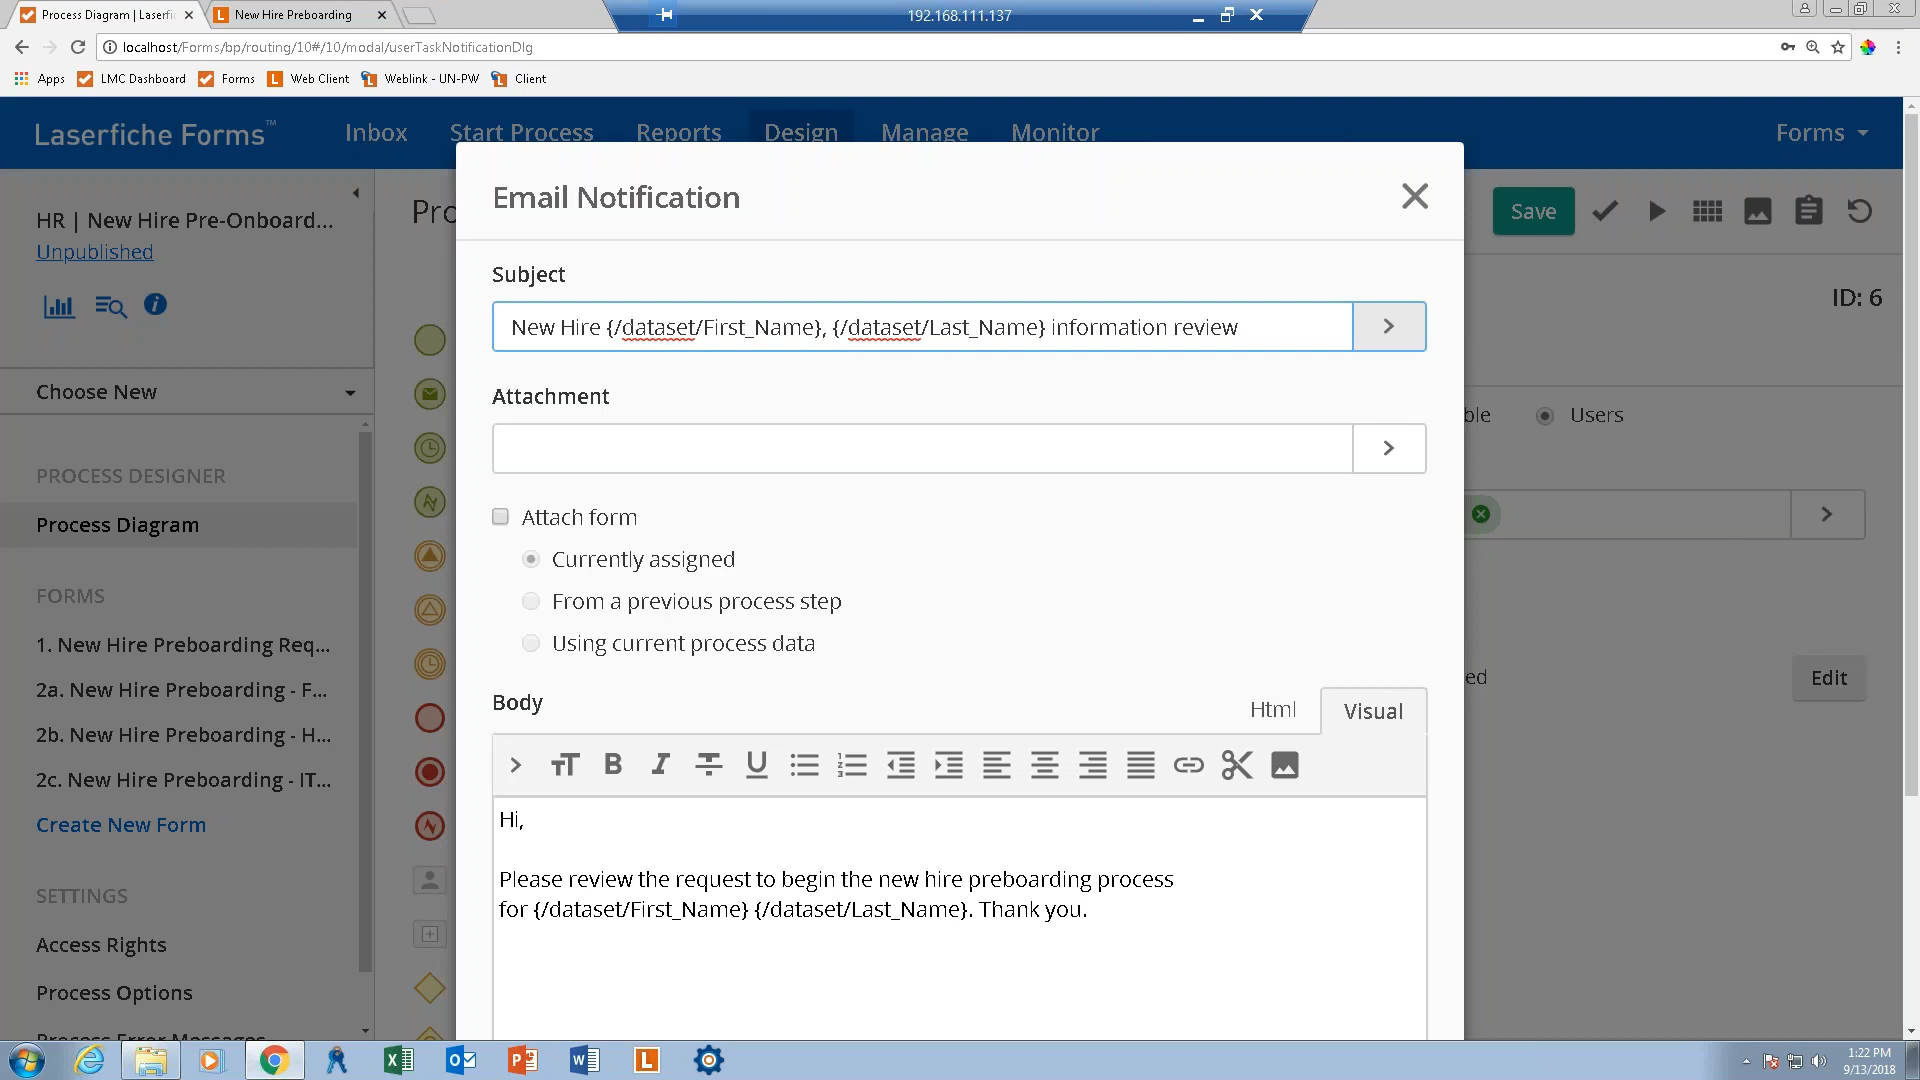 Process Diagram | Laserfi
New Hire Preboarding
192.168.111.137
localhost/Forms/bp/routing/10#/10/modal/userTaskNotificationDlg
Apps
LMC Dashboard
Forms
Web Client
Weblink - UN-PW
Client
Laserfiche Forms™
Inbox
Start Process
Reports
Design
Manage
Monitor
Forms
HR | New Hire Pre-Onboard...
Unpublished
Pro
Email Notification
Save
ID: 6
Subject
New Hire {/dataset/First_Name}, {/dataset/Last_Name} information review
Choose New
Attachment
ble
Users
PROCESS DESIGNER
Process Diagram
Attach form
Currently assigned
From a previous process step
Using current process data
FORMS
1. New Hire Preboarding Req...
2a. New Hire Preboarding - F...
2b. New Hire Preboarding - H...
2c. New Hire Preboarding - IT...
Create New Form
ed
Edit
Body
Html
Visual
Hi,
Please review the request to begin the new hire preboarding process
for {/dataset/First_Name} {/dataset/Last_Name}. Thank you.
SETTINGS
Access Rights
Process Options
Process Error Messages
1:22 PM
9/13/2018